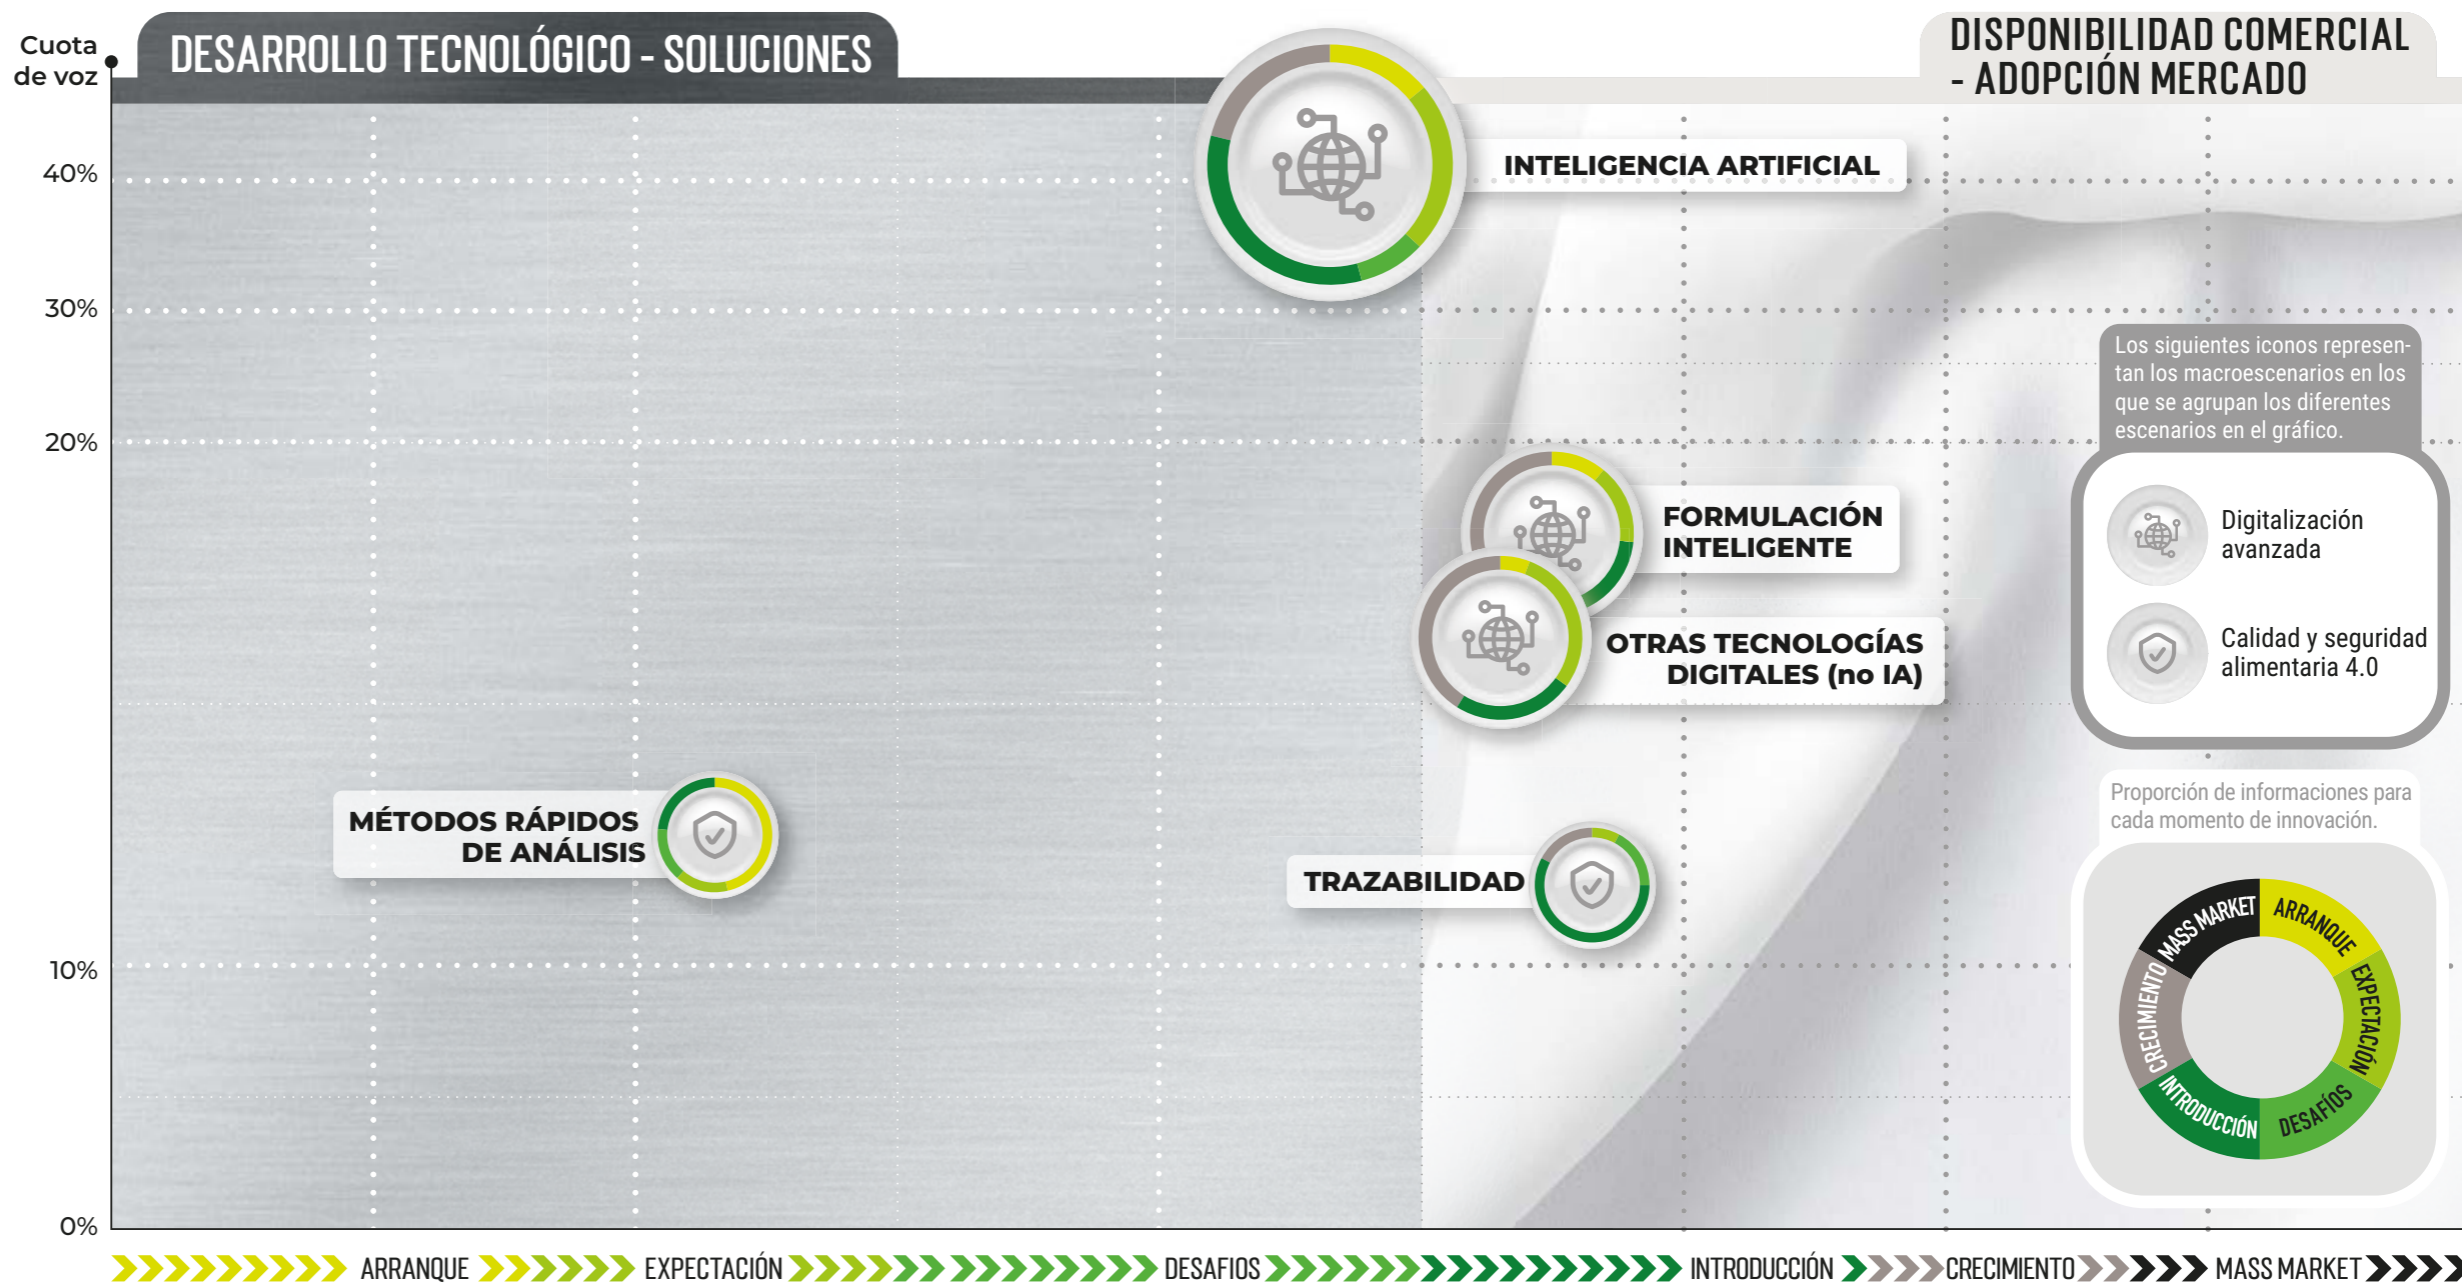 Cuota
de voz
DESARROLLO TECNOLÓGICO - SOLUCIONES
DISPONIBILIDAD COMERCIAL
- ADOPCIÓN MERCADO
40%
30%
20%
10%
0%
INTELIGENCIA ARTIFICIAL
FORMULACIÓN
INTELIGENTE
OTRAS TECNOLOGÍAS
DIGITALES (no IA)
MÉTODOS RÁPIDOS
DE ANÁLISIS
TRAZABILIDAD
Los siguientes iconos represen-
tan los macroescenarios en los
que se agrupan los diferentes
escenarios en el gráfico.
Digitalización
avanzada
Calidad y seguridad
alimentaria 4.0
Proporción de informaciones para
cada momento de innovación.
ARRANQUE
EXPECTACIÓN
DESAFÍOS
INTRODUCCIÓN
CRECIMIENTO
MASS MARKET
ARRANQUE EXPECTACIÓN DESAFIOS INTRODUCCIÓN CRECIMIENTO MASS MARKET